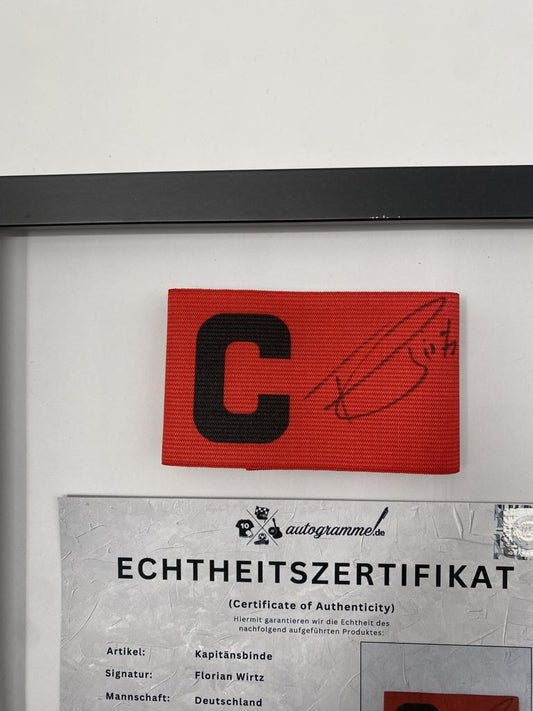 C
10
autogramme.de
ECHTHEITSZERTIFIKAT
(Certificate of Authenticity)
Hiermit garantieren wir die Echtheit des
nachfolgend aufgeführten Produktes:
Artikel: Kapitänsbinde
Signatur: Florian Wirtz
Mannschaft: Deutschland